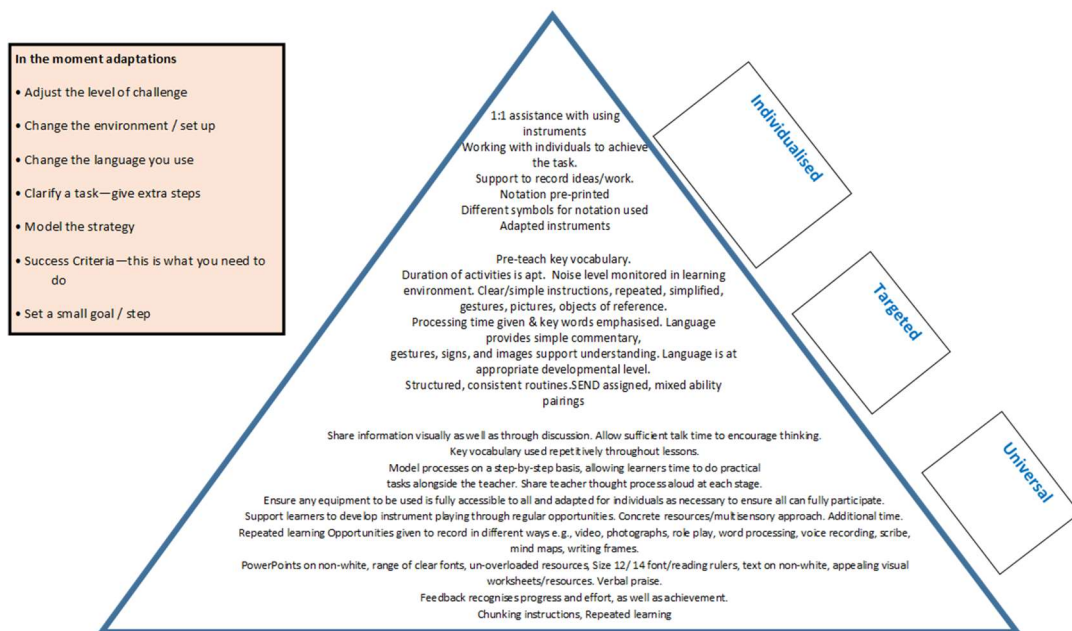 In the moment adaptations
• Adjust the level of challenge
• Change the environment / set up
• Change the language you use
• Clarify a task—give extra steps
• Model the strategy
• Success Criteria—this is what you need to
do
• Set a small goal / step
1:1 assistance with using
instruments
Working with individuals to achieve
the task.
Support to record ideas/work.
Notation pre-printed
Different symbols for notation used
Adapted instruments
Individualised
Pre-teach key vocabulary.
Duration of activities is apt. Noise level monitored in learning
environment. Clear/simple instructions, repeated, simplified,
gestures, pictures, objects of reference.
Processing time given & key words emphasised. Language
provides simple commentary,
gestures, signs, and images support understanding. Language is at
appropriate developmental level.
Structured, consistent routines.SEND assigned, mixed ability
pairings
Targeted
Share information visually as well as through discussion. Allow sufficient talk time to encourage thinking.
Key vocabulary used repetitively throughout lessons.
Model processes on a step-by-step basis, allowing learners time to do practical
tasks alongside the teacher. Share teacher thought process aloud at each stage.
Ensure any equipment to be used is fully accessible to all and adapted for individuals as necessary to ensure all can fully participate.
Support learners to develop instrument playing through regular opportunities. Concrete resources/multisensory approach. Additional time.
Repeated learning Opportunities given to record in different ways e.g., video, photographs, role play, word processing, voice recording, scribe,
mind maps, writing frames.
PowerPoints on non-white, range of clear fonts, un-overloaded resources, Size 12/ 14 font/reading rulers, text on non-white, appealing visual
worksheets/resources. Verbal praise.
Feedback recognises progress and effort, as well as achievement.
Chunking instructions, Repeated learning
Universal